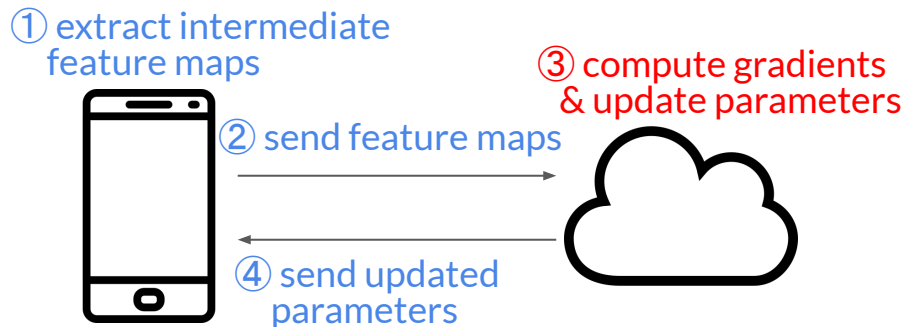 ① extract intermediate
feature maps
③ compute gradients
& update parameters
② send feature maps
④ send updated
parameters